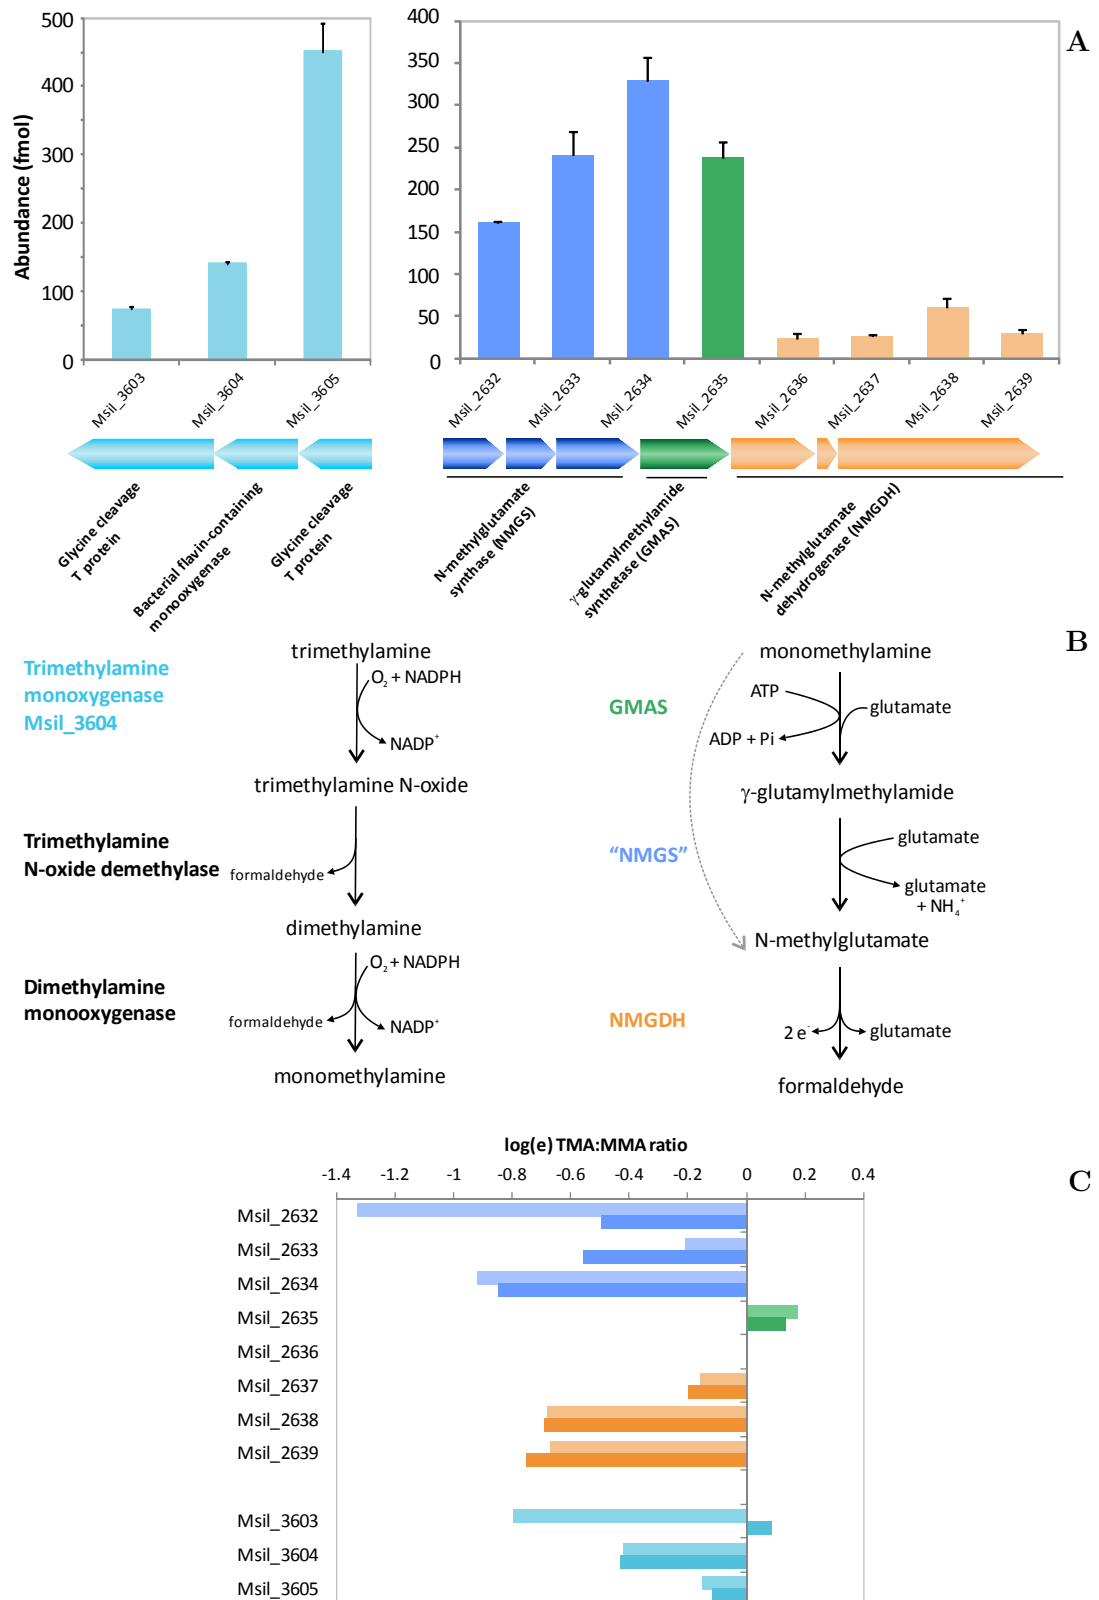 A
Abundance (fmol)
500
400
300
200
100
0
400
350
300
250
200
150
100
50
0
Msil_3603
Msil_3604
Msil_3605
Msil_2632
Msil_2633
Msil_2634
Msil_2635
Msil_2636
Msil_2637
Msil_2638
Msil_2639
Glycine cleavage
T protein
Bacterial flavin-containing
monooxygenase
Glycine cleavage
T protein
N-methylglutamate
synthase (NMGS)
γ-glutamylmethylamide
synthetase (GMAS)
N-methylglutamate
dehydrogenase (NMGDH)
B
Trimethylamine
monoxygenase
Msil_3604
trimethylamine
O₂ + NADPH
NADP⁺
trimethylamine N-oxide
Trimethylamine
N-oxide demethylase
formaldehyde
dimethylamine
Dimethylamine
monooxygenase
O₂ + NADPH
formaldehyde
NADP⁺
monomethylamine
monomethylamine
GMAS
ATP
glutamate
ADP + Pi
γ-glutamylmethylamide
"NMGS"
glutamate
glutamate
+ NH₄⁺
N-methylglutamate
NMGDH
2 e⁻
glutamate
formaldehyde
C
log(e) TMA:MMA ratio
-1.4 -1.2 -1 -0.8 -0.6 -0.4 -0.2 0 0.2 0.4
Msil_2632
Msil_2633
Msil_2634
Msil_2635
Msil_2636
Msil_2637
Msil_2638
Msil_2639
Msil_3603
Msil_3604
Msil_3605